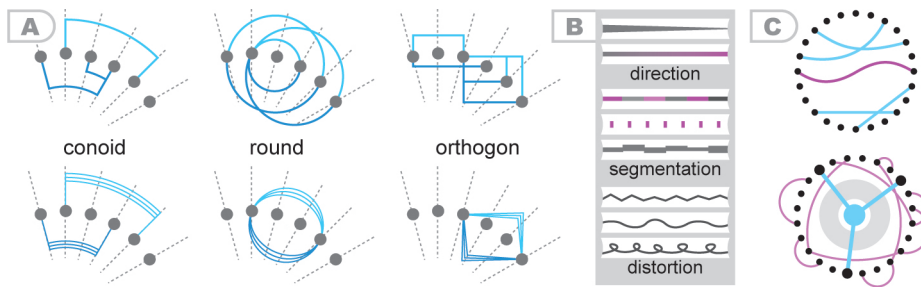 A
B
C
direction
conoid
round
orthogon
segmentation
distortion